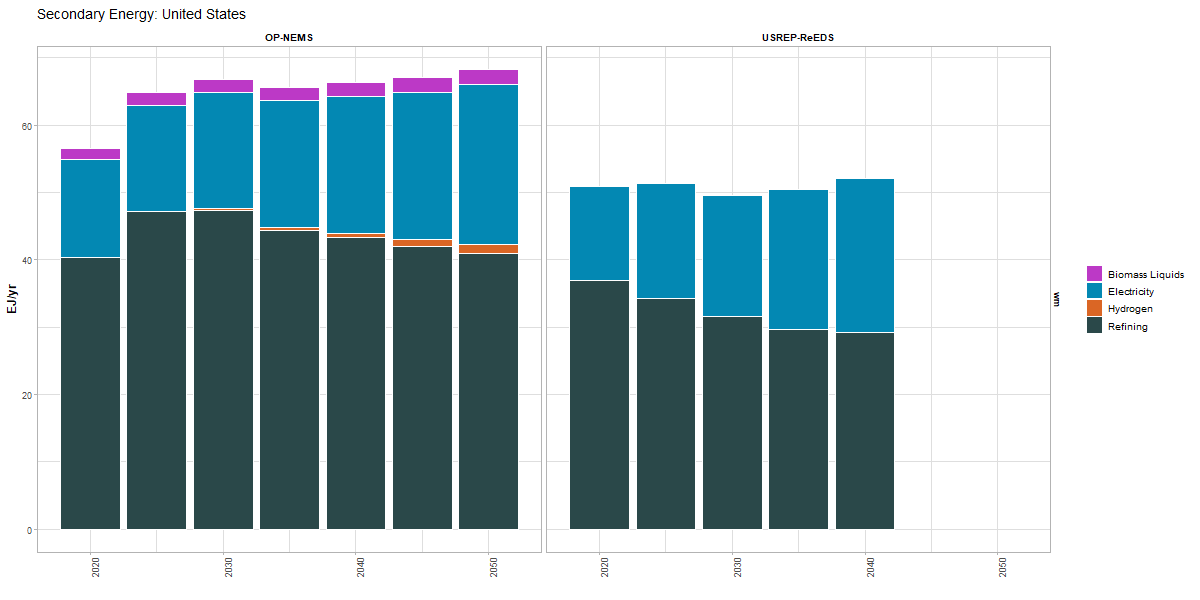 Secondary Energy: United States
OP-NEMS
USREP-ReEDS
EJ/yr
60
40
20
0
2020
2030
2040
2050
2020
2030
2040
2050
wm
Biomass Liquids
Electricity
Hydrogen
Refining